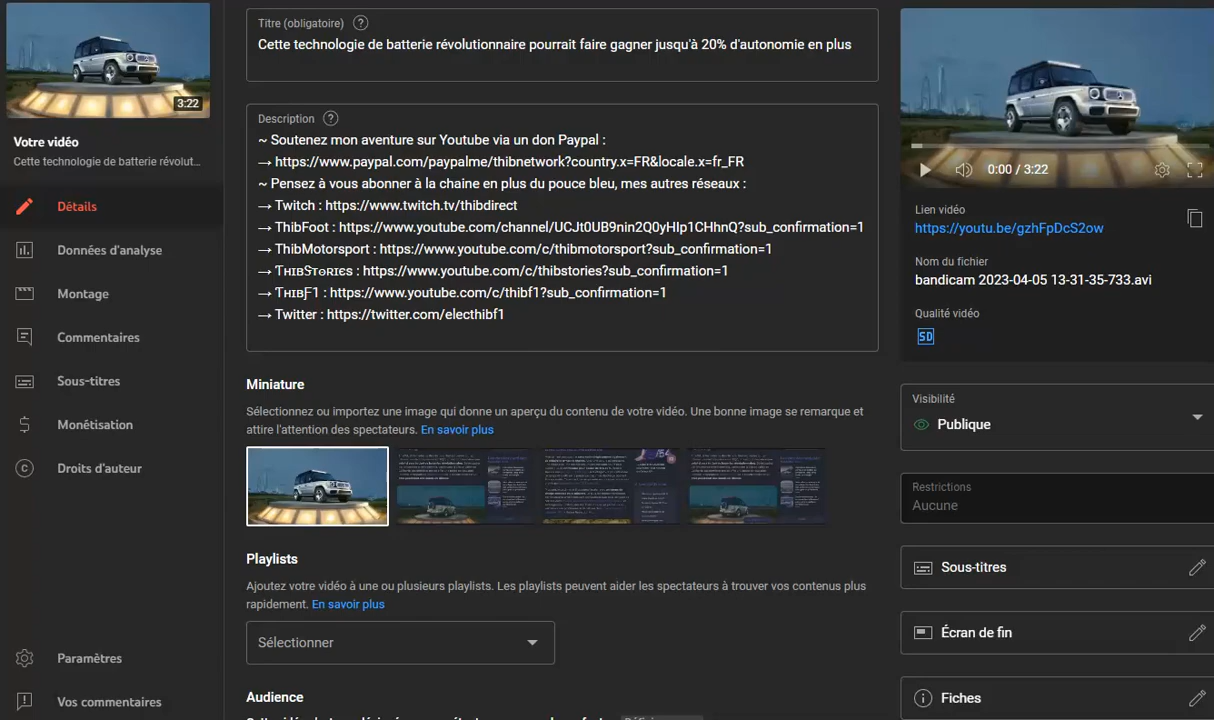 3:22
Votre vidéo
Cette technologie de batterie révolut...
Détails
Données d'analyse
Montage
Commentaires
Sous-titres
Monétisation
Droits d'auteur
Paramètres
Vos commentaires
Titre (obligatoire)
Cette technologie de batterie révolutionnaire pourrait faire gagner jusqu'à 20% d'autonomie en plus
Description
~ Soutenez mon aventure sur Youtube via un don Paypal :
→ https://www.paypal.com/paypalme/thibnetwork?country.x=FR&locale.x=fr_FR
~ Pensez à vous abonner à la chaine en plus du pouce bleu, mes autres réseaux :
→ Twitch : https://www.twitch.tv/thibdirect
→ ThibFoot : https://www.youtube.com/channel/UCJt0UB9nin2Q0yHIp1CHhnQ?sub_confirmation=1
→ ThibMotorsport : https://www.youtube.com/c/thibmotorsport?sub_confirmation=1
→ ƬʜɪʙSᴛᴏʀɪᴇs : https://www.youtube.com/c/thibstories?sub_confirmation=1
→ ƬʜɪʙƑ1 : https://www.youtube.com/c/thibf1?sub_confirmation=1
→ Twitter : https://twitter.com/electhibf1
Miniature
Sélectionnez ou importez une image qui donne un aperçu du contenu de votre vidéo. Une bonne image se remarque et
attire l'attention des spectateurs. En savoir plus
Playlists
Ajoutez votre vidéo à une ou plusieurs playlists. Les playlists peuvent aider les spectateurs à trouver vos contenus plus
rapidement. En savoir plus
Sélectionner
Audience
0:00 / 3:22
Lien vidéo
https://youtu.be/gzhFpDcS2ow
Nom du fichier
bandicam 2023-04-05 13-31-35-733.avi
Qualité vidéo
SD
Visibilité
Publique
Restrictions
Aucune
Sous-titres
Écran de fin
Fiches